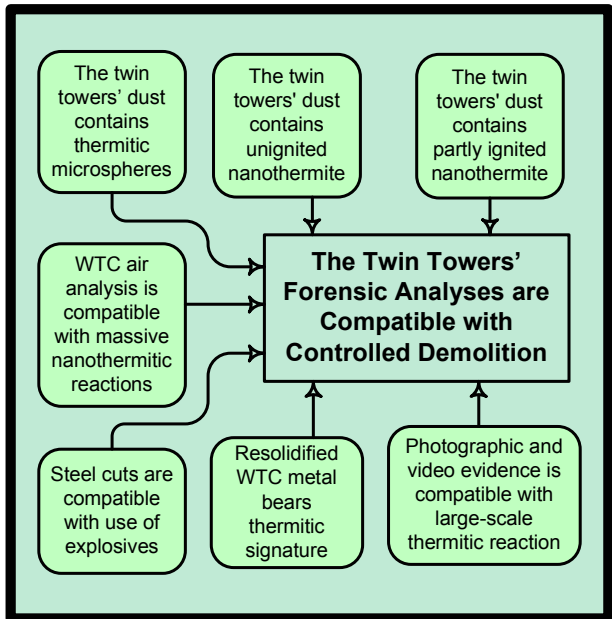 The twin
towers’ dust
contains
thermitic
microspheres
The twin
towers' dust
contains
unignited
nanothermite
The twin
towers' dust
contains
partly ignited
nanothermite
WTC air
analysis is
compatible
with massive
nanothermitic
reactions
The Twin Towers’
Forensic Analyses are
Compatible with
Controlled Demolition
Steel cuts are
compatible
with use of
explosives
Resolidified
WTC metal
bears
thermitic
signature
Photographic and
video evidence is
compatible with
large-scale
thermitic reaction